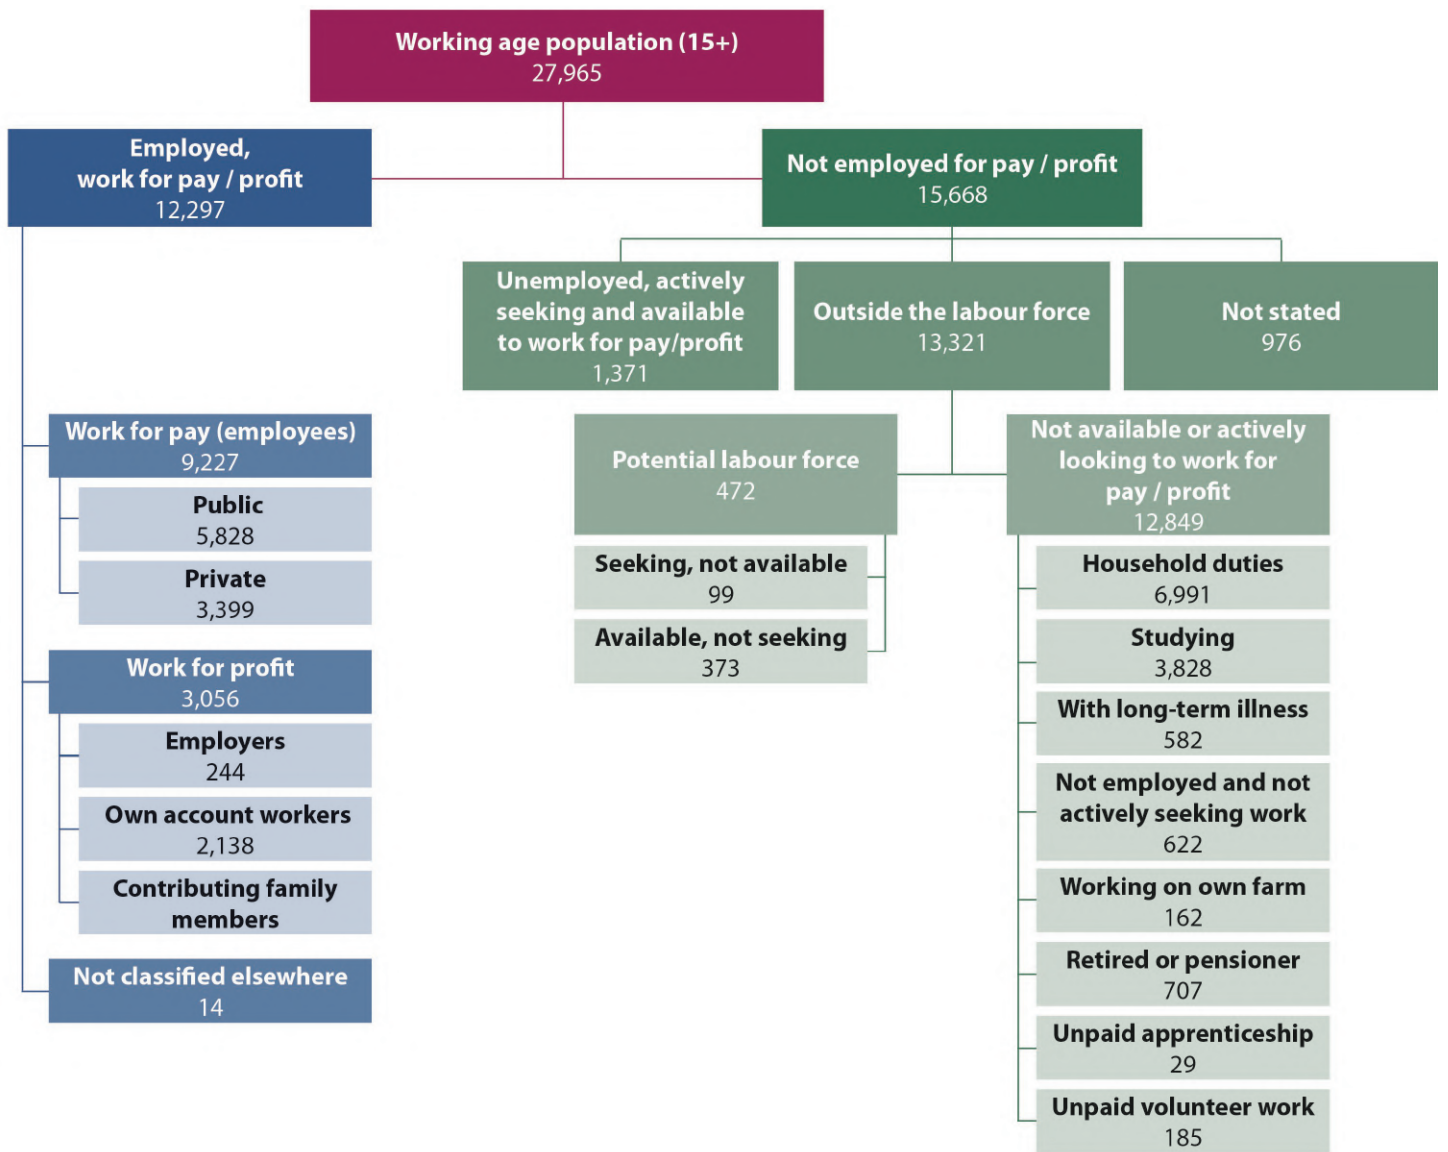 Working age population (15+)
27,965
Employed,
work for pay / profit
12,297
Not employed for pay / profit
15,668
Unemployed, actively
seeking and available
to work for pay/profit
1,371
Outside the labour force
13,321
Not stated
976
Work for pay (employees)
9,227
Public
5,828
Private
3,399
Work for profit
3,056
Employers
244
Own account workers
2,138
Contributing family
members
Not classified elsewhere
14
Potential labour force
472
Seeking, not available
99
Available, not seeking
373
Not available or actively
looking to work for
pay / profit
12,849
Household duties
6,991
Studying
3,828
With long-term illness
582
Not employed and not
actively seeking work
622
Working on own farm
162
Retired or pensioner
707
Unpaid apprenticeship
29
Unpaid volunteer work
185